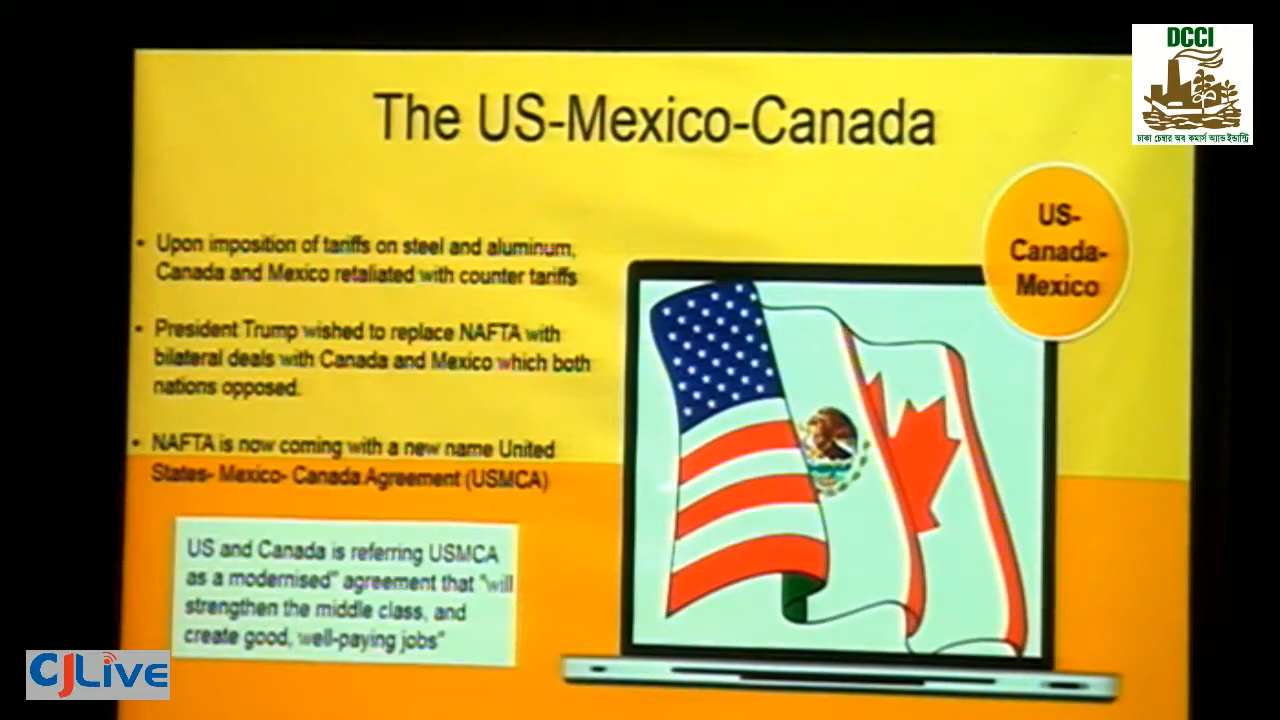 DCCI
ঢাকা চেম্বার অব কমার্স অ্যান্ড ইন্ডাস্ট্রি
The US-Mexico-Canada
US-
Canada-
Mexico
• Upon imposition of tariffs on steel and aluminum,
Canada and Mexico retaliated with counter tariffs
• President Trump wished to replace NAFTA with
bilateral deals with Canada and Mexico which both
nations opposed.
• NAFTA is now coming with a new name United
States- Mexico- Canada Agreement (USMCA)
US and Canada is referring USMCA
as a modernised" agreement that "will
strengthen the middle class, and
create good, well-paying jobs"
CJLive